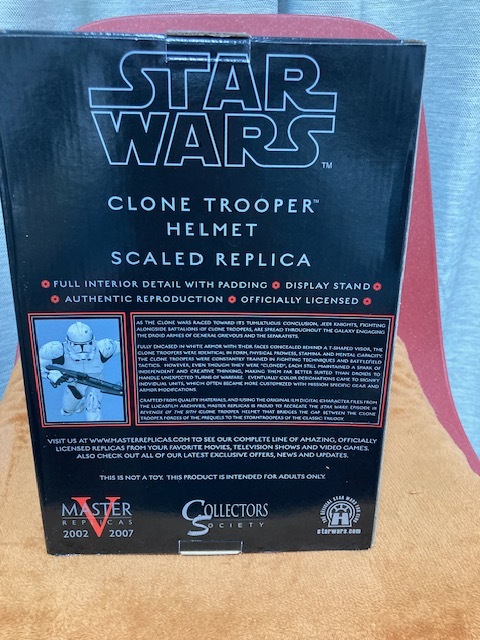 STAR
WARS
TM
CLONE TROOPER™
HELMET
SCALED REPLICA
FULL INTERIOR DETAIL WITH PADDING DISPLAY STAND
AUTHENTIC REPRODUCTION OFFICIALLY LICENSED
AS THE CLONE WARS RACED TOWARD ITS TUMULTUOUS CONCLUSION, JEDI KNIGHTS, FIGHTING
ALONGSIDE BATTALIONS OF CLONE TROOPERS, ARE SPREAD THROUGHOUT THE GALAXY ENGAGING
THE DROID ARMIES OF GENERAL GRIEVOUS AND THE SEPARATISTS.
FULLY ENCASED IN WHITE ARMOR WITH THEIR FACES CONCEALED BEHIND A T-SHAPED VISOR, THE
CLONE TROOPERS WERE IDENTICAL IN FORM, PHYSICAL PROWESS, STAMINA, AND MENTAL CAPACITY.
THE CLONE TROOPERS WERE CONSTANTLY TRAINED IN FIGHTING TECHNIQUES AND BATTLEFIELD
TACTICS. HOWEVER, EVEN THOUGH THEY WERE "CLONED", EACH STILL MAINTAINED A SPARK OF
INDEPENDENT AND CREATIVE THINKING, MAKING THEM FAR BETTER SUITED THAN DROIDS TO
HANDLE UNEXPECTED TURNS OF WARFARE. EVENTUALLY COLOR DESIGNATIONS CAME TO SIGNIFY
INDIVIDUAL UNITS, WHICH OFTEN BECAME MORE CUSTOMIZED WITH MISSION SPECIFIC GEAR AND
ARMOR MODIFICATIONS
CRAFTED FROM QUALITY MATERIALS, AND USING THE ORIGINAL ILM DIGITAL CHARACTER FILES FROM
THE LUCASFILM ARCHIVES, MASTER REPLICAS IS PROUD TO RECREATE THE STAR WARS EPISODE III
REVENGE OF THE SITH CLONE TROOPER HELMET THAT BRIDGES THE GAP BETWEEN THE CLONE
TROOPER FORCES OF THE PREQUELS TO THE STORMTROOPERS OF THE CLASSIC TRILOGY.
VISIT US AT WWW.MASTERREPLICAS.COM TO SEE OUR COMPLETE LINE OF AMAZING, OFFICIALLY
LICENSED REPLICAS FROM YOUR FAVORITE MOVIES, TELEVISION SHOWS AND VIDEO GAMES.
ALSO CHECK OUT ALL OF OUR LATEST EXCLUSIVE OFFERS, NEWS AND UPDATES.
THIS IS NOT A TOY. THIS PRODUCT IS INTENDED FOR ADULTS ONLY.
MASTER
REPLICAS
V
2002 2007
COLLECTORS
SOCIETY
THE OFFICIAL STAR WARS FAN CLUB
H
starwars.com